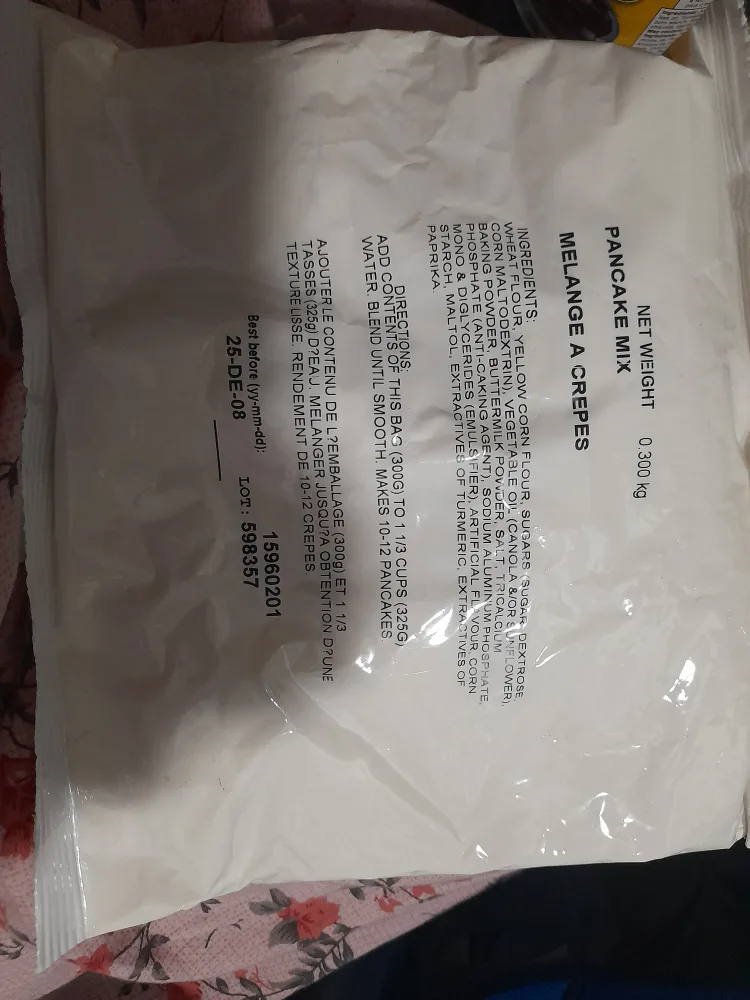 NET WEIGHT 0.300 kg
PANCAKE MIX
MELANGE A CREPES
INGREDIENTS:
WHEAT FLOUR, YELLOW CORN FLOUR, SUGARS (SUGAR, DEXTROSE,
CORN MALTODEXTRIN), VEGETABLE OIL (CANOLA &/OR SUNFLOWER),
BAKING POWDER, BUTTERMILK POWDER, SALT, TRICALCIUM
PHOSPHATE, (ANTI-CAKING AGENT), SODIUM ALUMINUM PHOSPHATE,
MONO & DIGLYCERIDES (EMULSIFIER), ARTIFICIAL FLAVOUR, CORN
STARCH, MALTOL, EXTRACTIVES OF TURMERIC, EXTRACTIVES OF
PAPRIKA.
DIRECTIONS:
ADD CONTENTS OF THIS BAG (300G) TO 1 1/3 CUPS (325G)
WATER. BLEND UNTIL SMOOTH. MAKES 10-12 PANCAKES.
AJOUTER LE CONTENU DE L?EMBALLAGE (300g) ET 1 1/3
TASSES (325g) D?EAU. MELANGER JUSQU?A OBTENTION D?UNE
TEXTURE LISSE. RENDEMENT DE 10-12 CREPES
15960201
Best before (yy-mm-dd):
25-DE-08
LOT: 598357